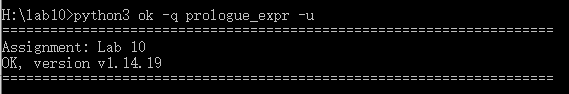 H:\lab10>python3 ok -q prologue_expr -u
=====================================================================
Assignment: Lab 10
OK, version v1.14.19
=====================================================================